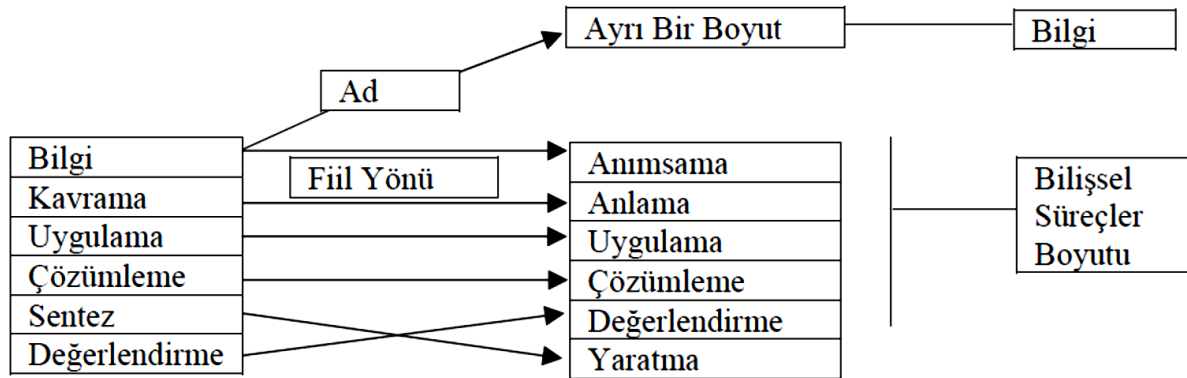 Ayrı Bir Boyut
Bilgi
Ad
Bilgi
Kavrama
Uygulama
Çözümleme
Sentez
Değerlendirme
Fiil Yönü
Anımsama
Anlama
Uygulama
Çözümleme
Değerlendirme
Yaratma
Bilişsel
Süreçler
Boyutu